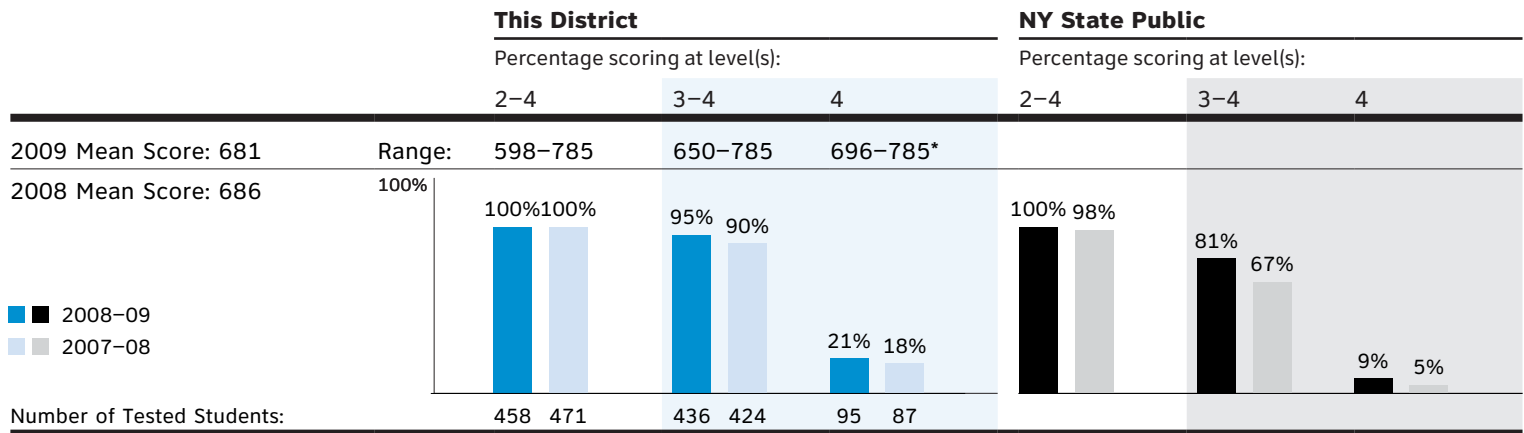 This District NY State Public
Percentage scoring at level(s): Percentage scoring at level(s):
2–4 3–4 4 2–4 3–4 4
2009 Mean Score: 681 Range: 598–785 650–785 696–785*
2008 Mean Score: 686 100%
100% 100% 95% 90% 21% 18% 100% 98% 81% 67% 9% 5%
2008–09
2007–08
Number of Tested Students: 458 471 436 424 95 87